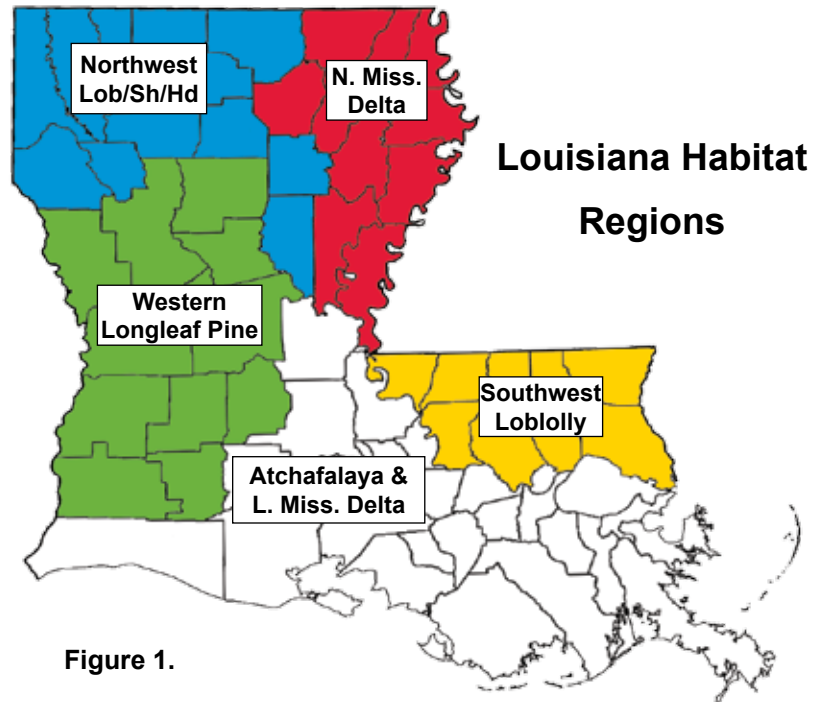 Northwest
Lob/Sh/Hd
N. Miss.
Delta
Louisiana Habitat
Regions
Western
Longleaf Pine
Southwest
Loblolly
Atchafalaya &
L. Miss. Delta
Figure 1.